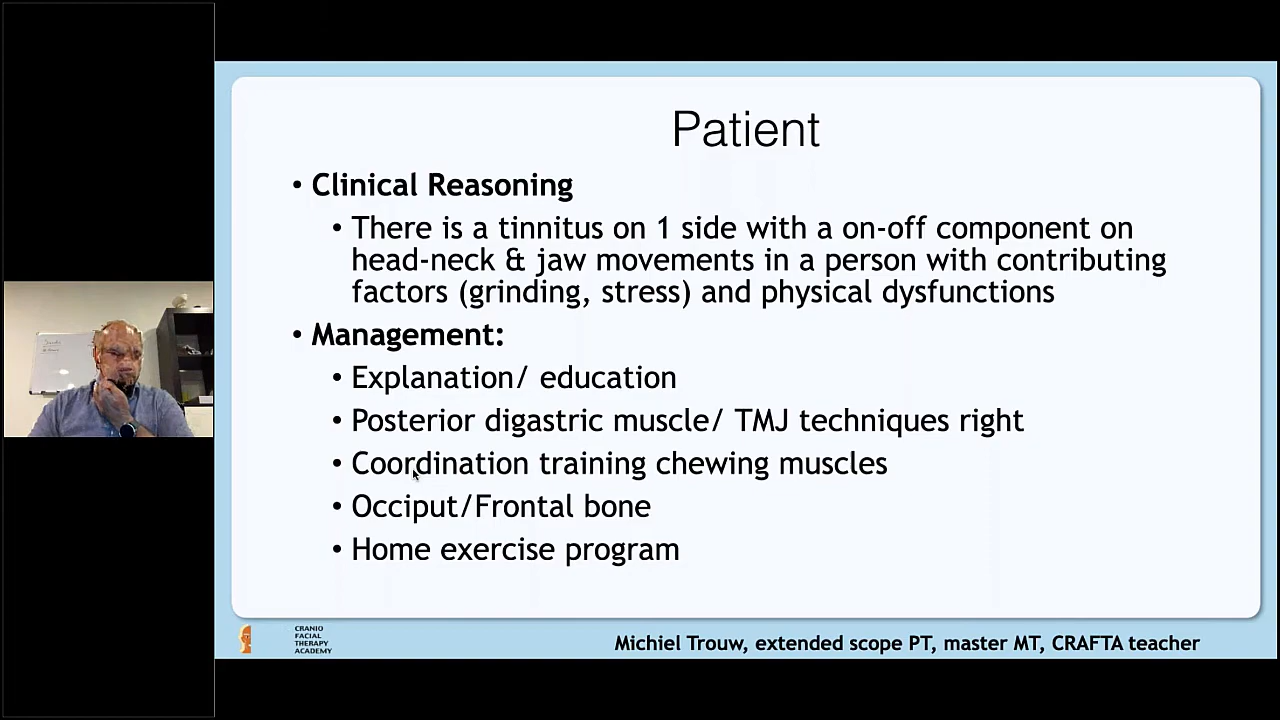 Patient
• Clinical Reasoning
• There is a tinnitus on 1 side with a on-off component on
head-neck & jaw movements in a person with contributing
factors (grinding, stress) and physical dysfunctions
• Management:
• Explanation/ education
• Posterior digastric muscle/ TMJ techniques right
• Coordination training chewing muscles
• Occiput/Frontal bone
• Home exercise program
CRANIO
FACIAL
THERAPY
ACADEMY
Michiel Trouw, extended scope PT, master MT, CRAFTA teacher